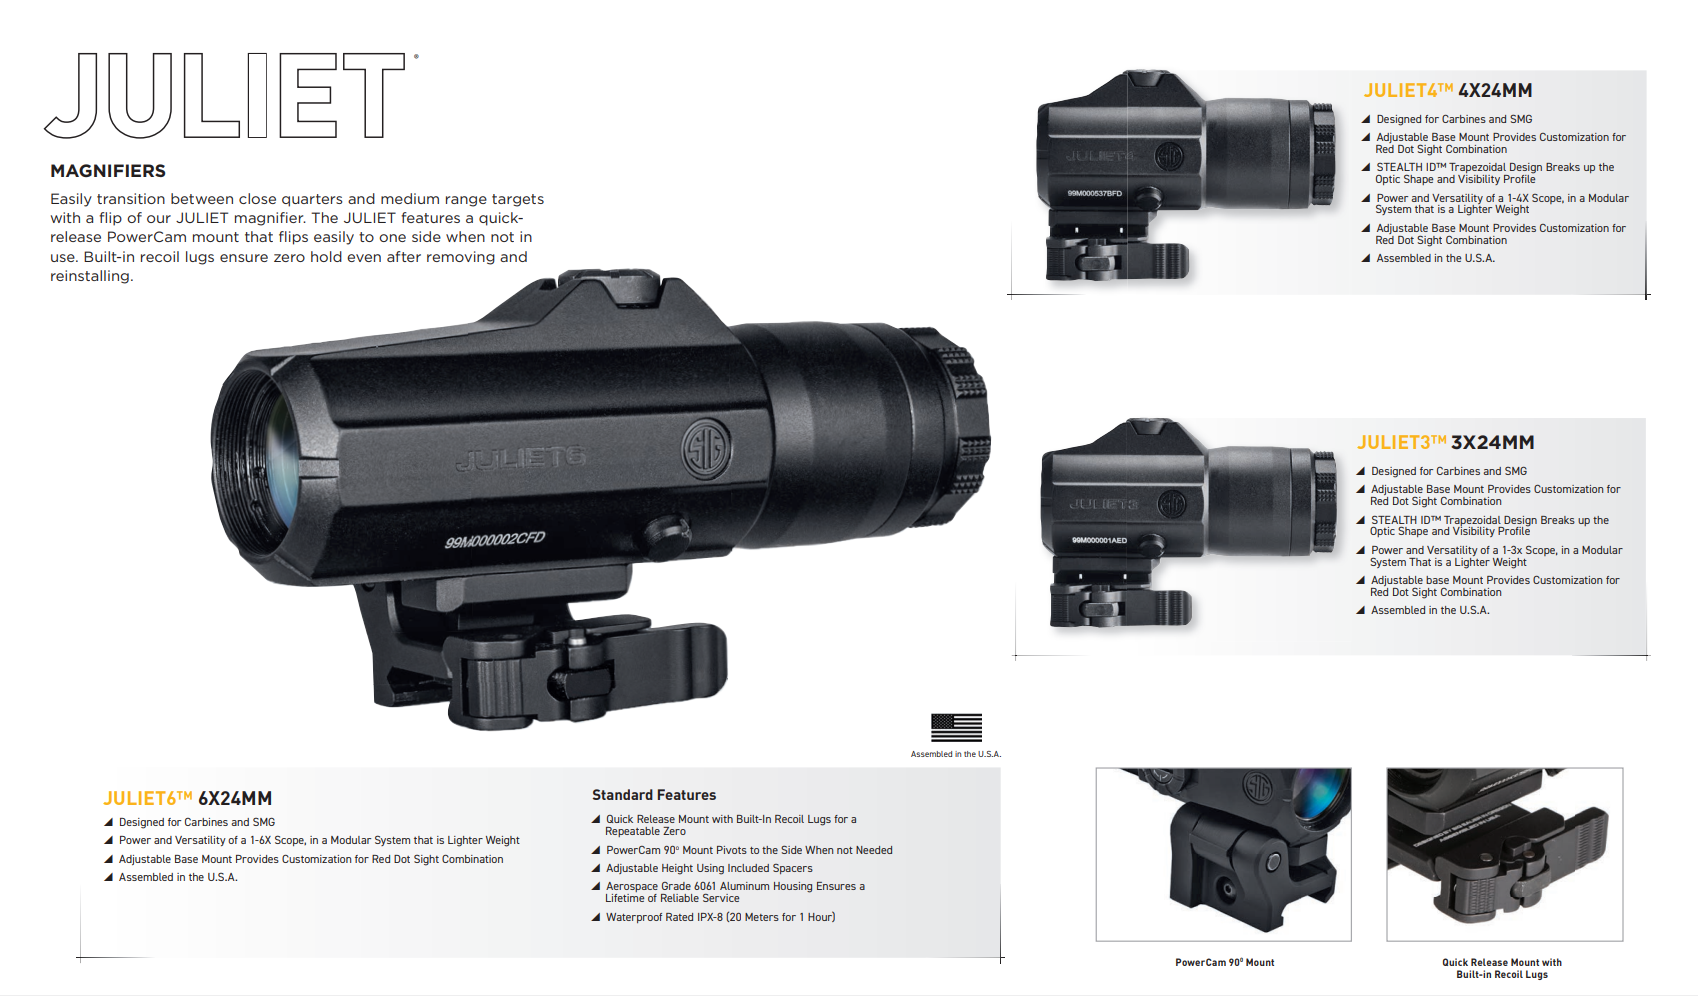 JULIET®
MAGNIFIERS
Easily transition between close quarters and medium range targets
with a flip of our JULIET magnifier. The JULIET features a quick-
release PowerCam mount that flips easily to one side when not in
use. Built-in recoil lugs ensure zero hold even after removing and
reinstalling.
JULIET6
SIG
99M000002CFD
Assembled in the U.S.A.
JULIET6™ 6X24MM
Designed for Carbines and SMG
Power and Versatility of a 1-6X Scope, in a Modular System that is Lighter Weight
Adjustable Base Mount Provides Customization for Red Dot Sight Combination
Assembled in the U.S.A.
Standard Features
Quick Release Mount with Built-In Recoil Lugs for a
Repeatable Zero
PowerCam 90° Mount Pivots to the Side When not Needed
Adjustable Height Using Included Spacers
Aerospace Grade 6061 Aluminum Housing Ensures a
Lifetime of Reliable Service
Waterproof Rated IPX-8 (20 Meters for 1 Hour)
JULIET4
SIG
99M000537BFD
JULIET4™ 4X24MM
Designed for Carbines and SMG
Adjustable Base Mount Provides Customization for
Red Dot Sight Combination
STEALTH ID™ Trapezoidal Design Breaks up the
Optic Shape and Visibility Profile
Power and Versatility of a 1-4X Scope, in a Modular
System that is a Lighter Weight
Adjustable Base Mount Provides Customization for
Red Dot Sight Combination
Assembled in the U.S.A.
JULIET3
SIG
99M000001AED
JULIET3™ 3X24MM
Designed for Carbines and SMG
Adjustable Base Mount Provides Customization for
Red Dot Sight Combination
STEALTH ID™ Trapezoidal Design Breaks up the
Optic Shape and Visibility Profile
Power and Versatility of a 1-3x Scope, in a Modular
System That is a Lighter Weight
Adjustable base Mount Provides Customization for
Red Dot Sight Combination
Assembled in the U.S.A.
SIG
ASSEMBLED IN USA
PowerCam 90° Mount
Quick Release Mount with
Built-in Recoil Lugs